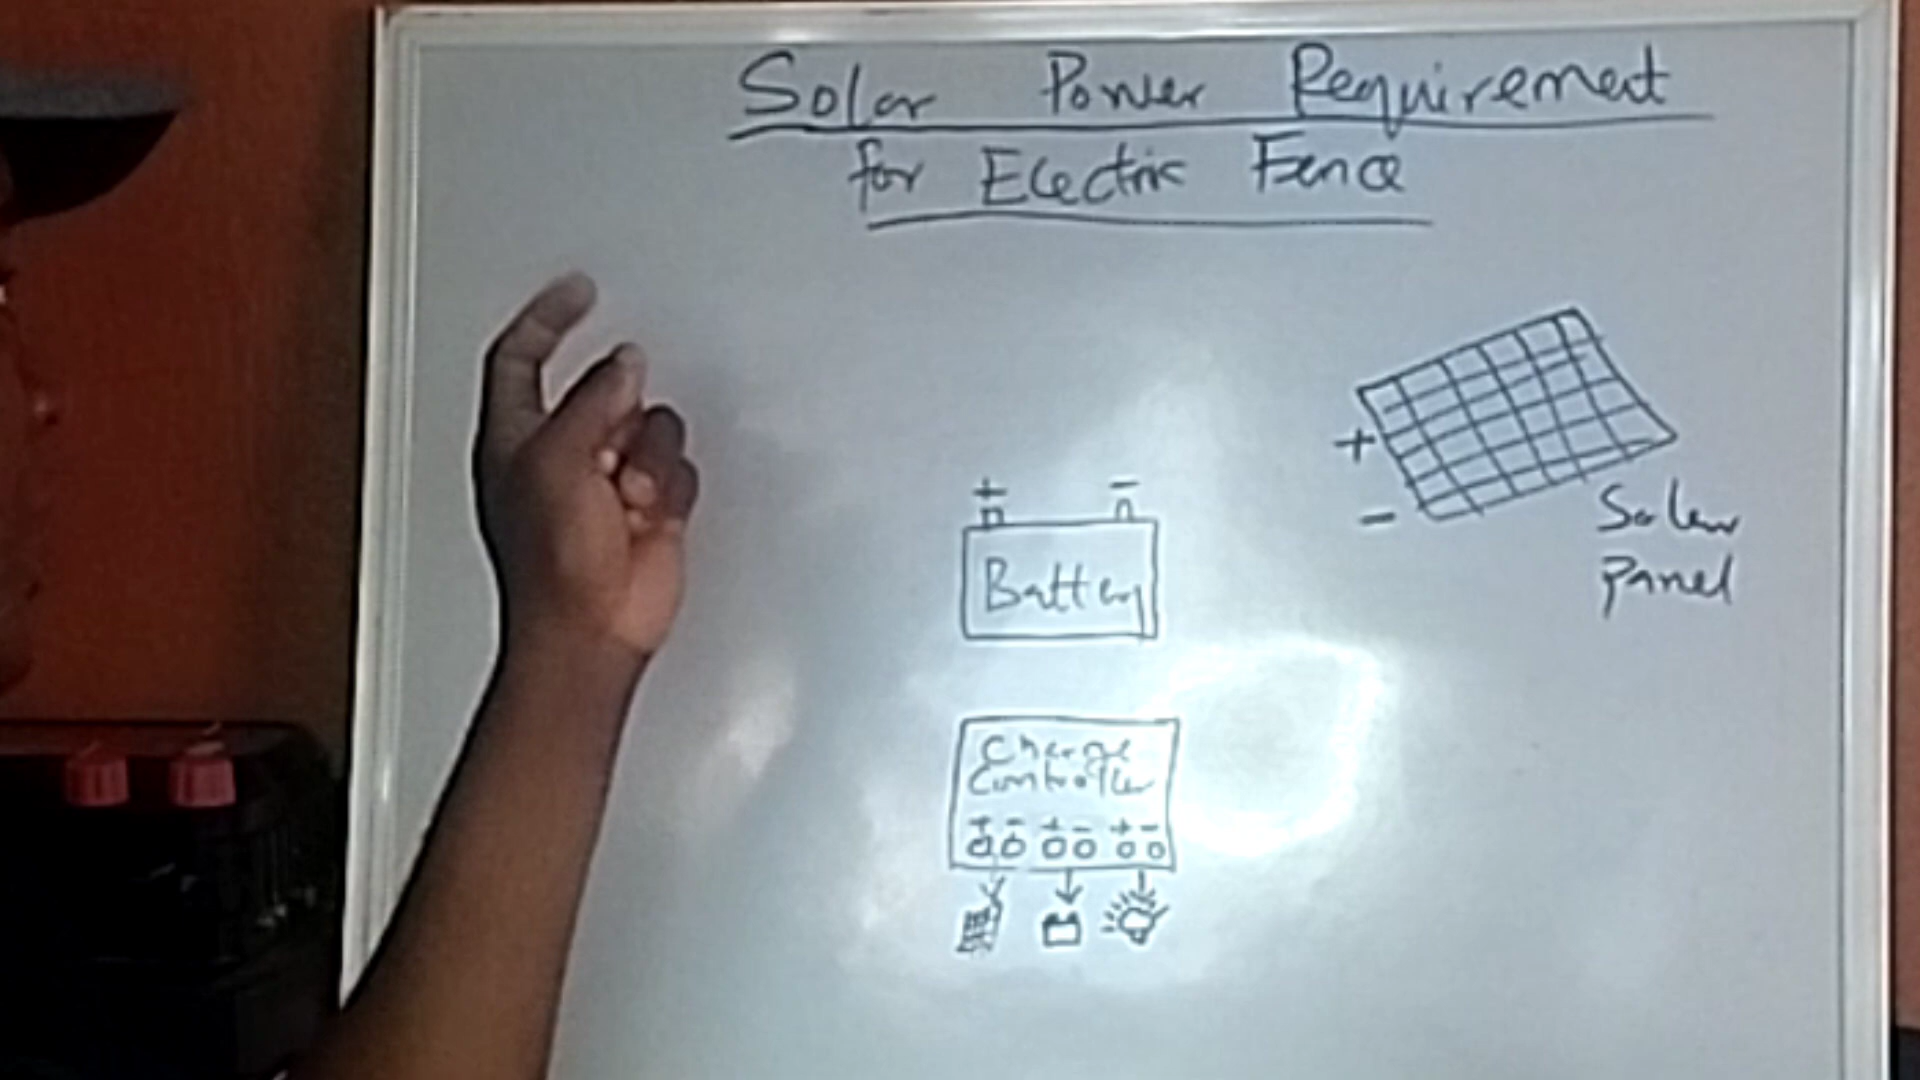 Solar Power Requirement
for Electric Fence
+ -
Battery
+
-
Solar
Panel
Charge
Controller
+ - + - + -